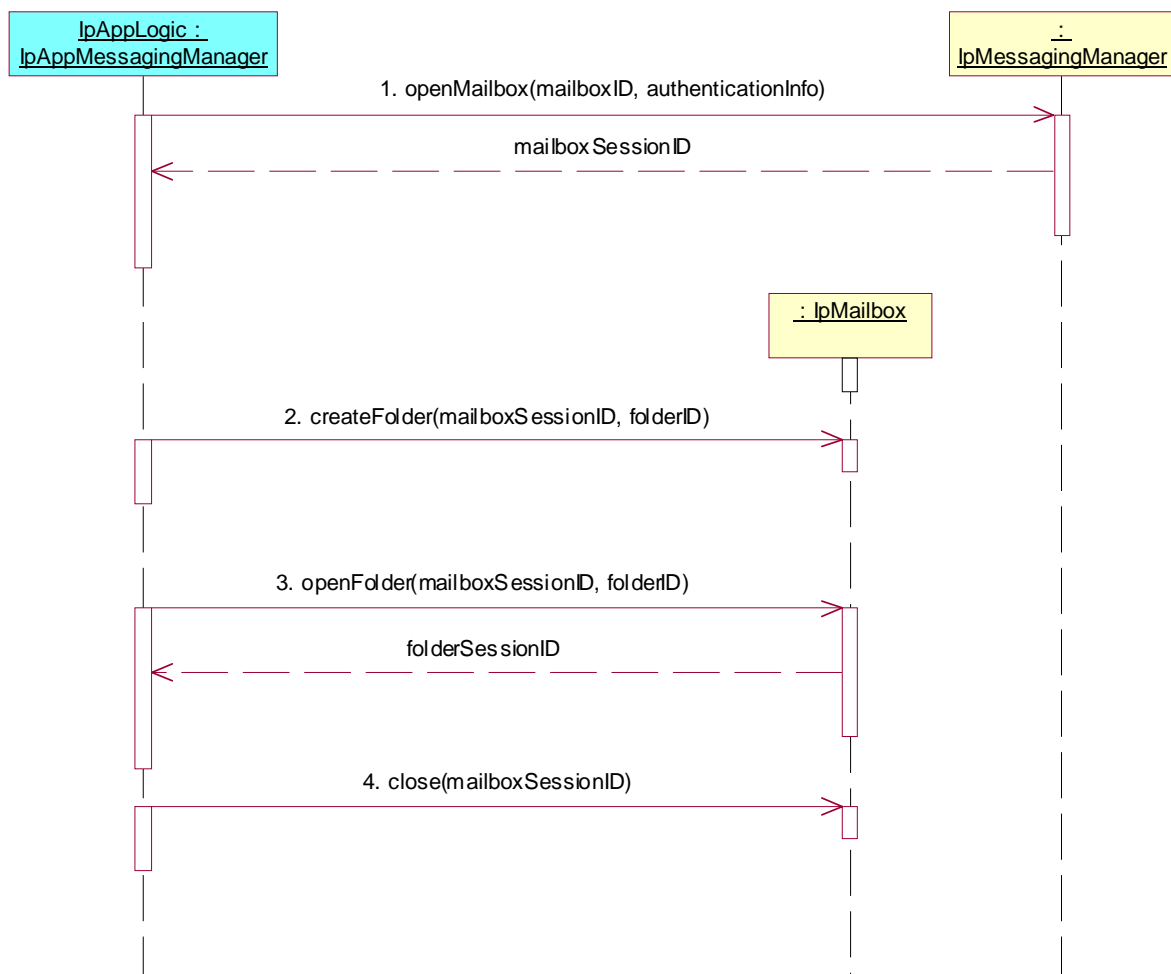 IpAppLogic :
IpAppMessagingManager
:
IpMessagingManager
1. openMailbox(mailboxID, authenticationInfo)
mailboxSessionID
: IpMailbox
2. createFolder(mailboxSessionID, folderID)
3. openFolder(mailboxSessionID, folderID)
folderSessionID
4. close(mailboxSessionID)